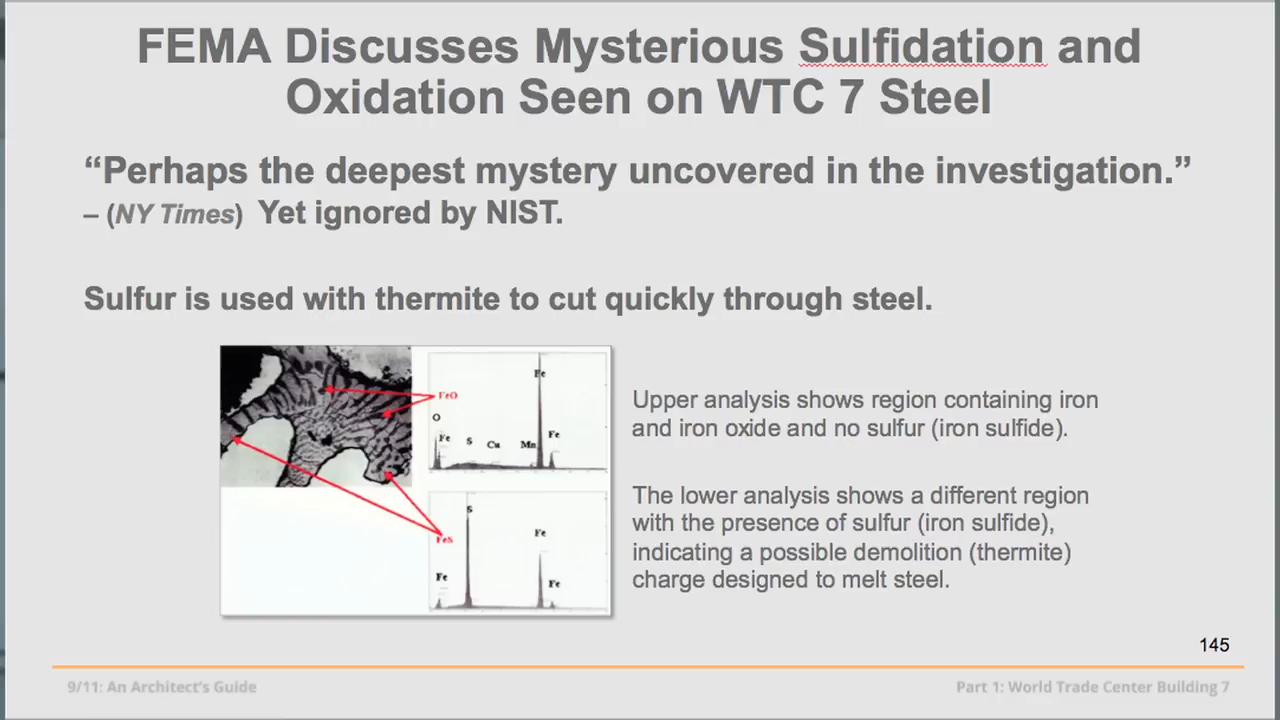 FEMA Discusses Mysterious Sulfidation and
Oxidation Seen on WTC 7 Steel
“Perhaps the deepest mystery uncovered in the investigation.”
– (NY Times) Yet ignored by NIST.
Sulfur is used with thermite to cut quickly through steel.
Fe
FeO
O
Fe
S
Cu
Mn
Fe
Upper analysis shows region containing iron
and iron oxide and no sulfur (iron sulfide).
S
Fe
FeS
Fe
Fe
The lower analysis shows a different region
with the presence of sulfur (iron sulfide),
indicating a possible demolition (thermite)
charge designed to melt steel.
145
9/11: An Architect's Guide
Part 1: World Trade Center Building 7